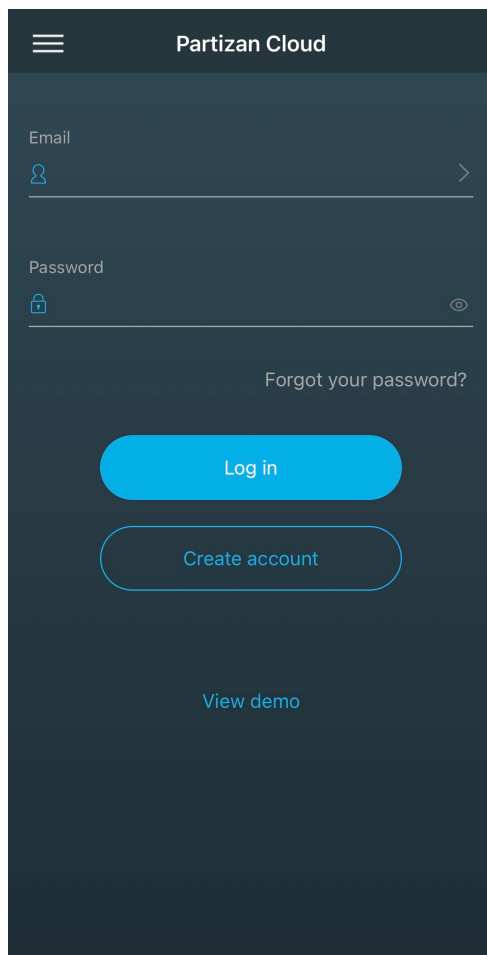 Partizan Cloud
Email
Password
Forgot your password?
Log in
Create account
View demo